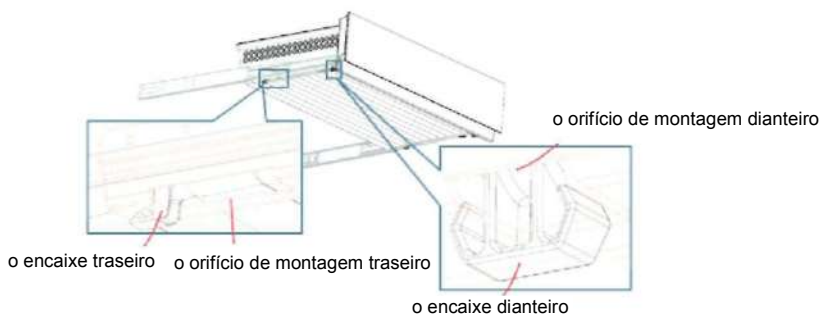 o orifício de montagem dianteiro
o encaixe traseiro
o orifício de montagem traseiro
o encaixe dianteiro